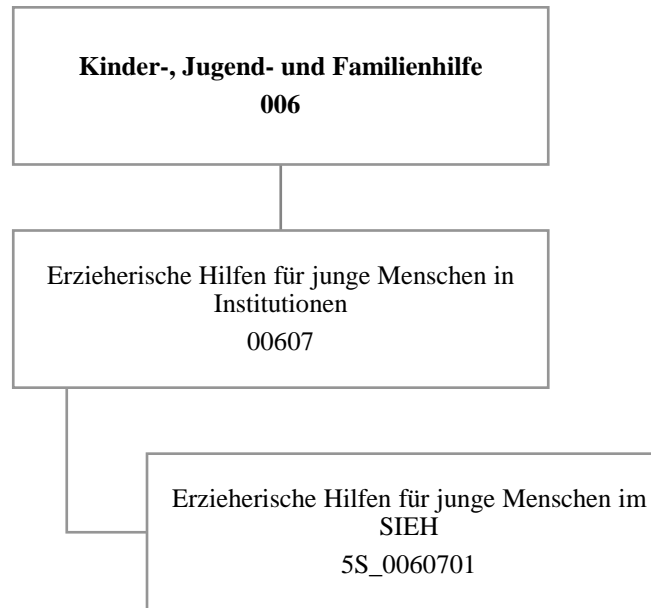 Kinder-, Jugend- und Familienhilfe
006
Erzieherische Hilfen für junge Menschen in
Institutionen
00607
Erzieherische Hilfen für junge Menschen im
SIEH
5S_0060701